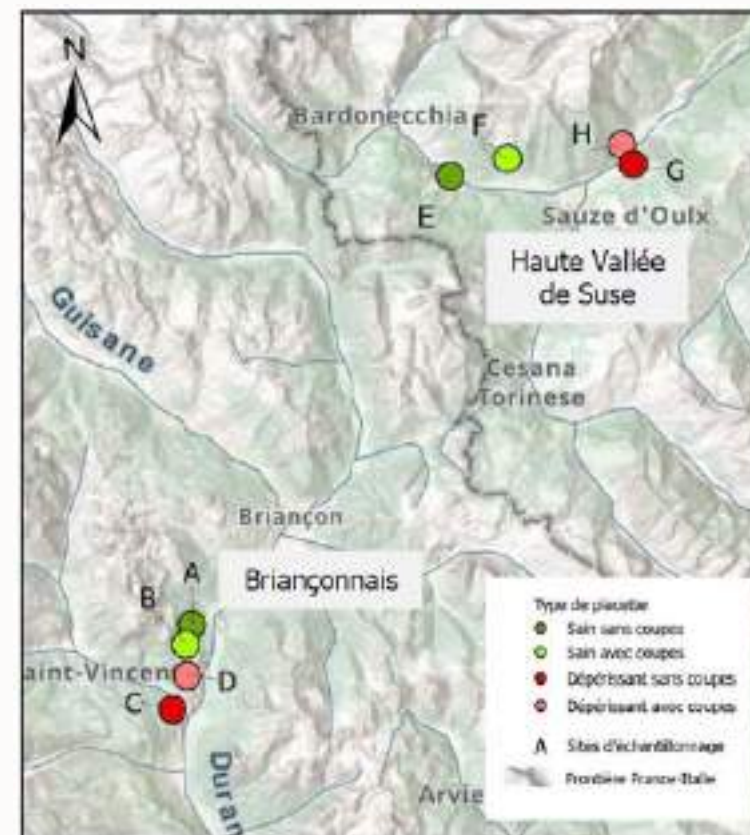 N
Bardonecchia
F
H
G
E
Sauze d'Oulx
Haute Vallée
de Suse
Guisane
Cesana
Torinese
Briançon
Briançonnais
A
B
aint-Vincen
D
C
Duran
Arvie
Type de placette
Sain sans coupes
Sain avec coupes
Dépérissant sans coupes
Dépérissant avec coupes
A Sites d'échantillonnage
Frontière France-Italie